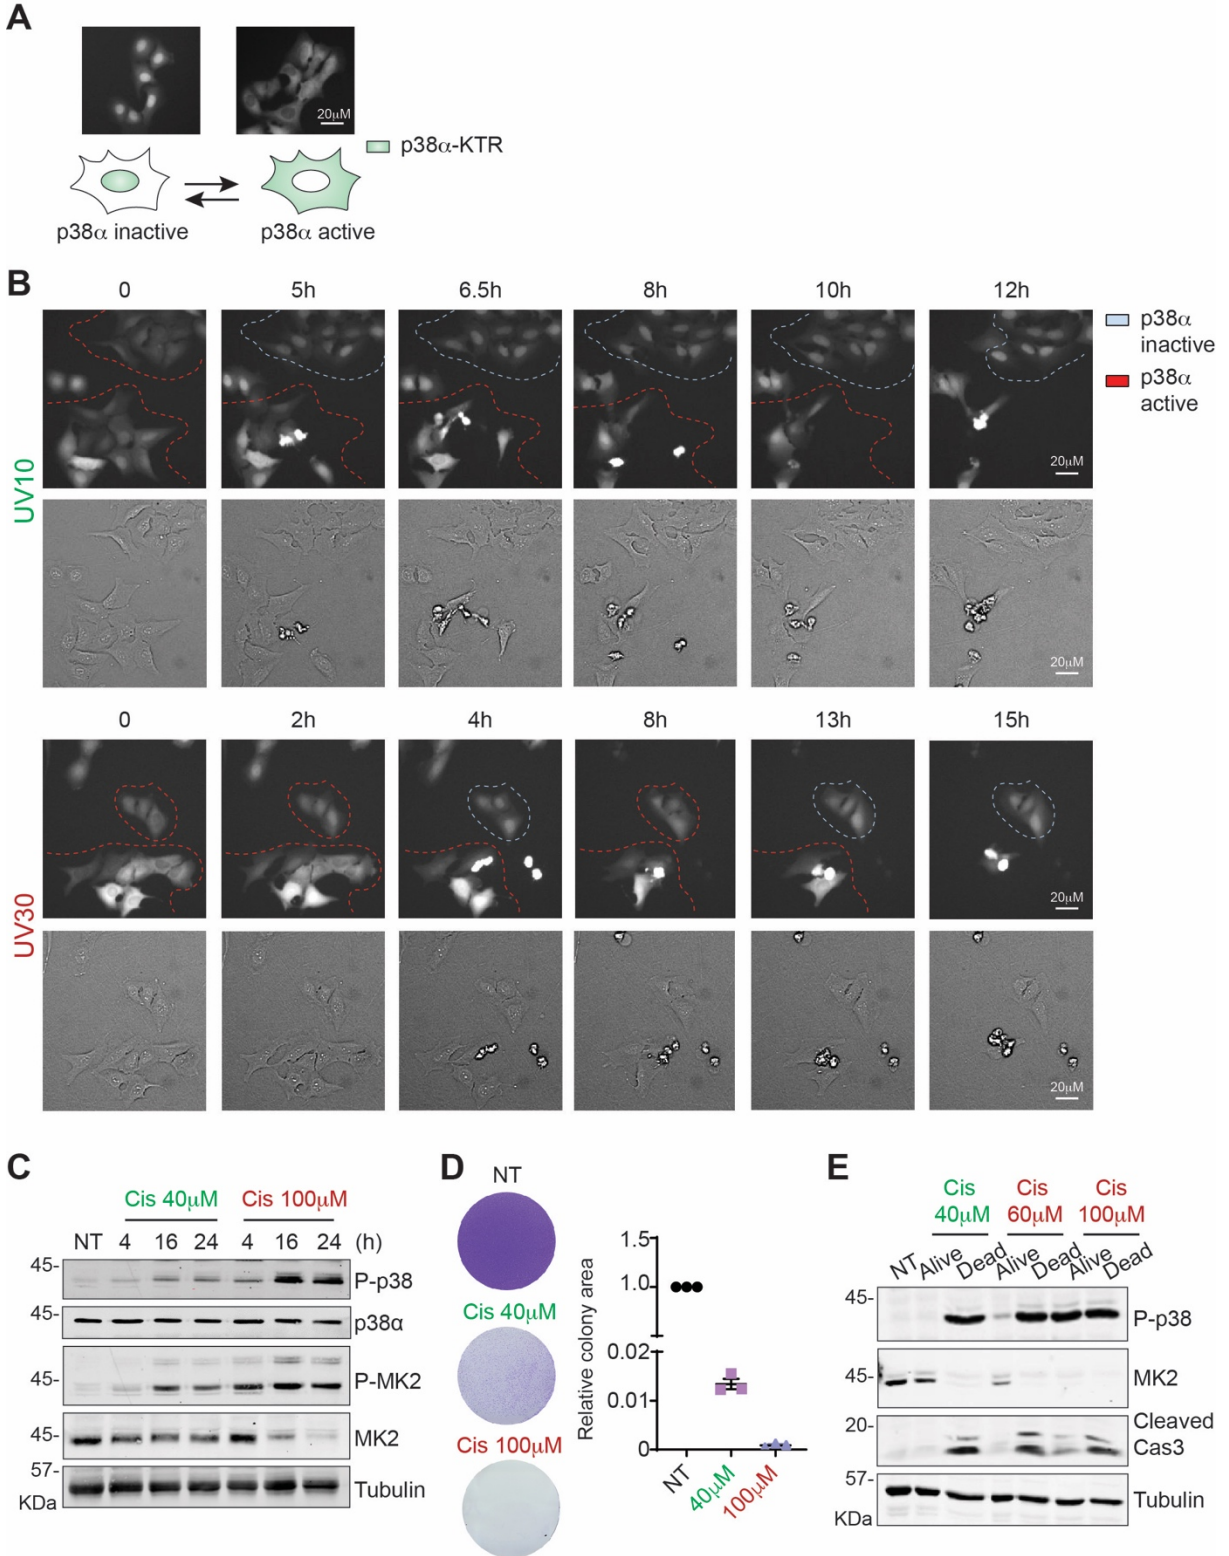 A
20μM
p38α-KTR
p38α inactive
p38α active
B
0
5h
6.5h
8h
10h
12h
p38α
inactive
p38α
active
UV10
20μM
20μM
0
2h
4h
8h
13h
15h
UV30
20μM
20μM
C
Cis 40μM
Cis 100μM
NT
4
16
24
4
16
24
(h)
45-
P-p38
45-
p38α
45-
P-MK2
45-
MK2
57-
Tubulin
KDa
D
NT
Cis 40μM
Cis 100μM
Relative colony area
1.5
1.0
0.02
0.01
0
NT
40μM
100μM
E
Cis
40μM
Cis
60μM
Cis
100μM
NT
Alive
Dead
Alive
Dead
Alive
Dead
45-
P-p38
45-
MK2
20-
Cleaved
Cas3
57-
Tubulin
KDa